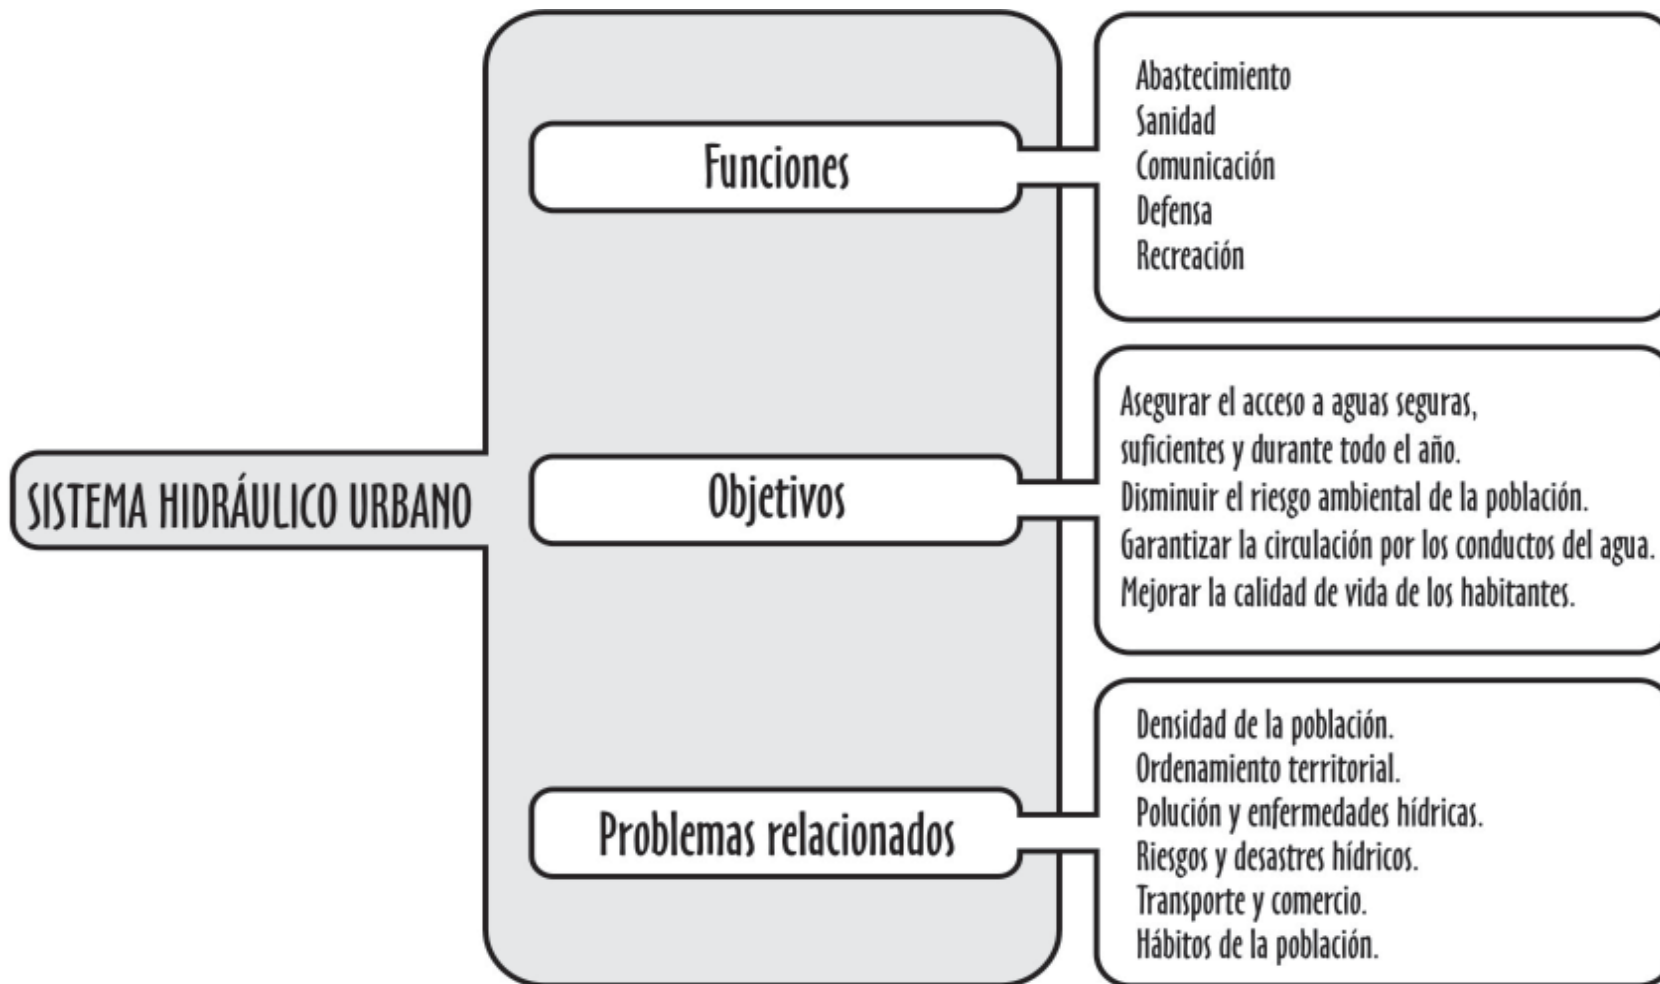 SISTEMA HIDRÁULICO URBANO
Funciones
Abastecimiento
Sanidad
Comunicación
Defensa
Recreación
Objetivos
Asegurar el acceso a aguas seguras,
suficientes y durante todo el año.
Disminuir el riesgo ambiental de la población.
Garantizar la circulación por los conductos del agua.
Mejorar la calidad de vida de los habitantes.
Problemas relacionados
Densidad de la población.
Ordenamiento territorial.
Polución y enfermedades hídricas.
Riesgos y desastres hídricos.
Transporte y comercio.
Hábitos de la población.